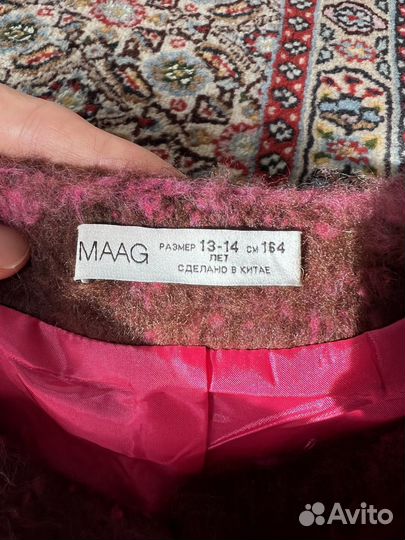 MAAG РАЗМЕР 13-14 СМ 164
ЛЕТ
СДЕЛАНО В КИТАЕ
Avito